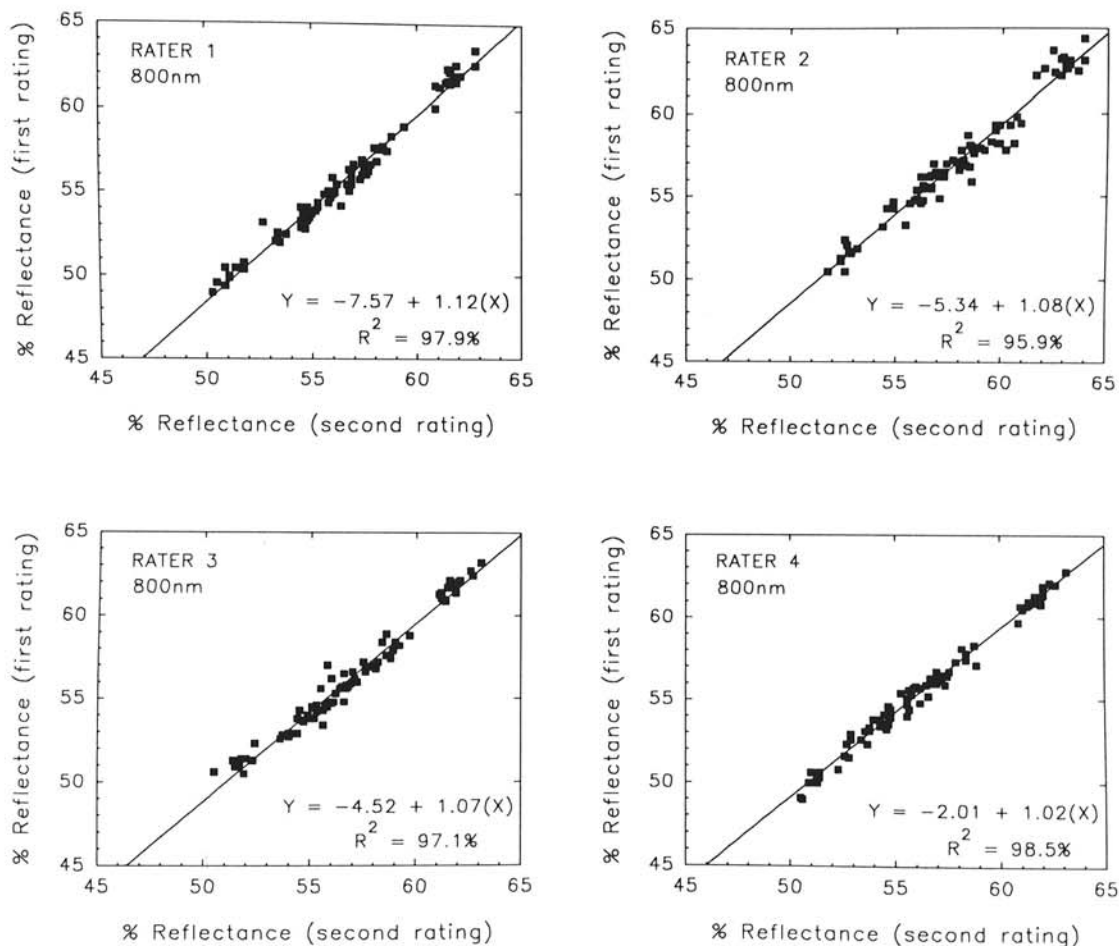 65
60
55
50
45
% Reflectance (first rating)
RATER 1
800nm
Y = −7.57 + 1.12(X)
R² = 97.9%
45 50 55 60 65
% Reflectance (second rating)
65
60
55
50
45
% Reflectance (first rating)
RATER 2
800nm
Y = −5.34 + 1.08(X)
R² = 95.9%
45 50 55 60 65
% Reflectance (second rating)
65
60
55
50
45
% Reflectance (first rating)
RATER 3
800nm
Y = −4.52 + 1.07(X)
R² = 97.1%
45 50 55 60 65
% Reflectance (second rating)
65
60
55
50
45
% Reflectance (first rating)
RATER 4
800nm
Y = −2.01 + 1.02(X)
R² = 98.5%
45 50 55 60 65
% Reflectance (second rating)